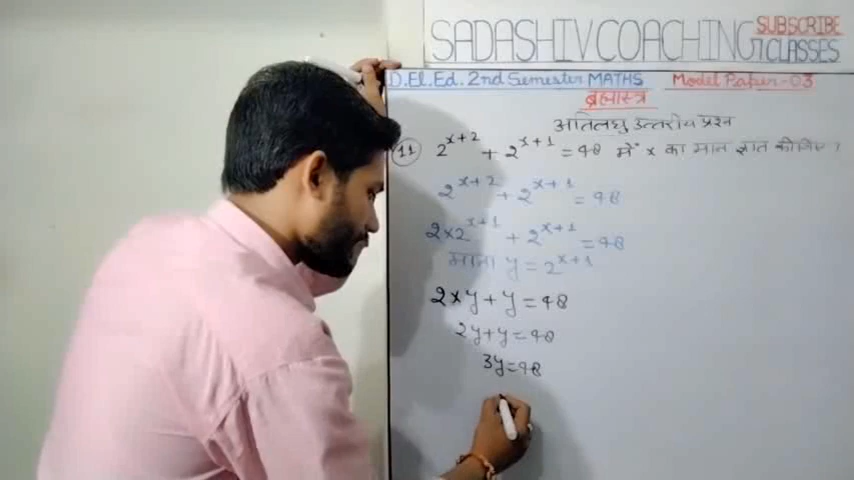 SADASHIV COACHING CLASSES
SUBSCRIBE
D.El.Ed. 2nd Semester MATHS Model Paper-03
ब्रह्मास्त्र
अतिलघु उत्तरीय प्रश्न
11 2^{x+2} + 2^{x+1} = 48 में x का मान ज्ञात कीजिए।
2^{x+2} + 2^{x+1} = 48
2×2^{x+1} + 2^{x+1} = 48
माना y = 2^{x+1}
2×y+y=48
2y+y=48
3y=48